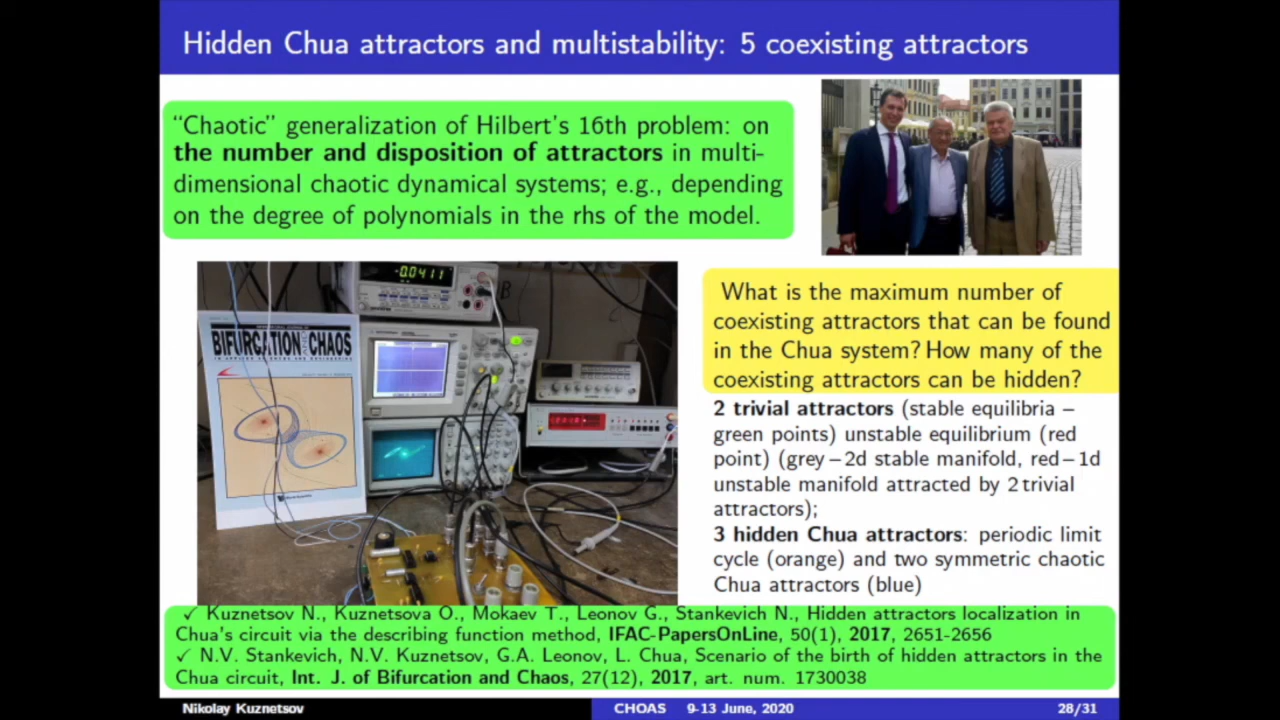 Hidden Chua attractors and multistability: 5 coexisting attractors
“Chaotic” generalization of Hilbert's 16th problem: on
the number and disposition of attractors in multi-
dimensional chaotic dynamical systems; e.g., depending
on the degree of polynomials in the rhs of the model.
-0.0411
BIFURCATION AND CHAOS
What is the maximum number of
coexisting attractors that can be found
in the Chua system? How many of the
coexisting attractors can be hidden?
2 trivial attractors (stable equilibria –
green points) unstable equilibrium (red
point) (grey – 2d stable manifold, red – 1d
unstable manifold attracted by 2 trivial
attractors);
3 hidden Chua attractors: periodic limit
cycle (orange) and two symmetric chaotic
Chua attractors (blue)
✓ Kuznetsov N., Kuznetsova O., Mokaev T., Leonov G., Stankevich N., Hidden attractors localization in
Chua's circuit via the describing function method, IFAC-PapersOnLine, 50(1), 2017, 2651-2656
✓ N.V. Stankevich, N.V. Kuznetsov, G.A. Leonov, L. Chua, Scenario of the birth of hidden attractors in the
Chua circuit, Int. J. of Bifurcation and Chaos, 27(12), 2017, art. num. 1730038
Nikolay Kuznetsov CHOAS 9-13 June, 2020 28/31